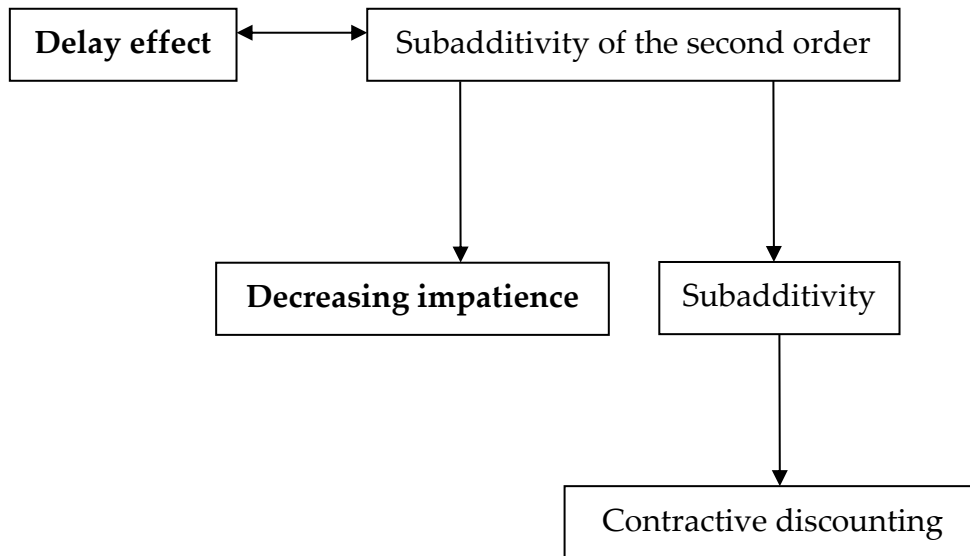 Delay effect
Subadditivity of the second order
Decreasing impatience
Subadditivity
Contractive discounting